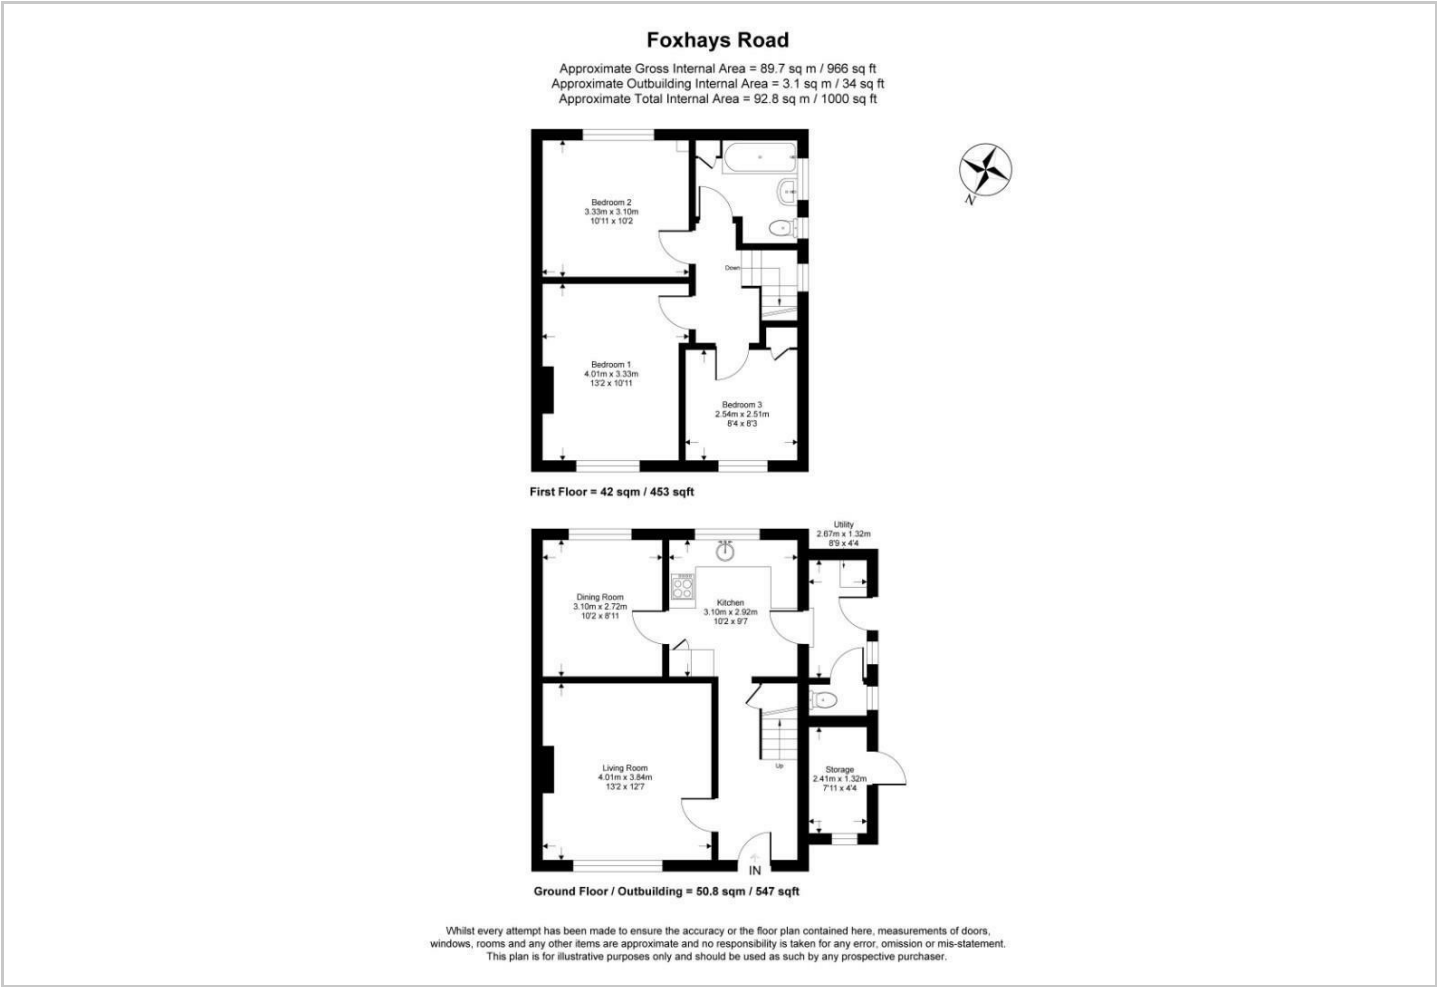 Foxhays Road
Approximate Gross Internal Area = 89.7 sq m / 966 sq ft
Approximate Outbuilding Internal Area = 3.1 sq m / 34 sq ft
Approximate Total Internal Area = 92.8 sq m / 1000 sq ft
N
Bedroom 2
3.33m x 3.10m
10'11 x 10'2
Down
Bedroom 1
4.01m x 3.33m
13'2 x 10'11
Bedroom 3
2.54m x 2.51m
8'4 x 8'3
First Floor = 42 sqm / 453 sqft
Utility
2.67m x 1.32m
8'9 x 4'4
Dining Room
3.10m x 2.72m
10'2 x 8'11
Kitchen
3.10m x 2.92m
10'2 x 9'7
Living Room
4.01m x 3.84m
13'2 x 12'7
Up
Storage
2.41m x 1.32m
7'11 x 4'4
IN
Ground Floor / Outbuilding = 50.8 sqm / 547 sqft
Whilst every attempt has been made to ensure the accuracy or the floor plan contained here, measurements of doors,
windows, rooms and any other items are approximate and no responsibility is taken for any error, omission or mis-statement.
This plan is for illustrative purposes only and should be used as such by any prospective purchaser.